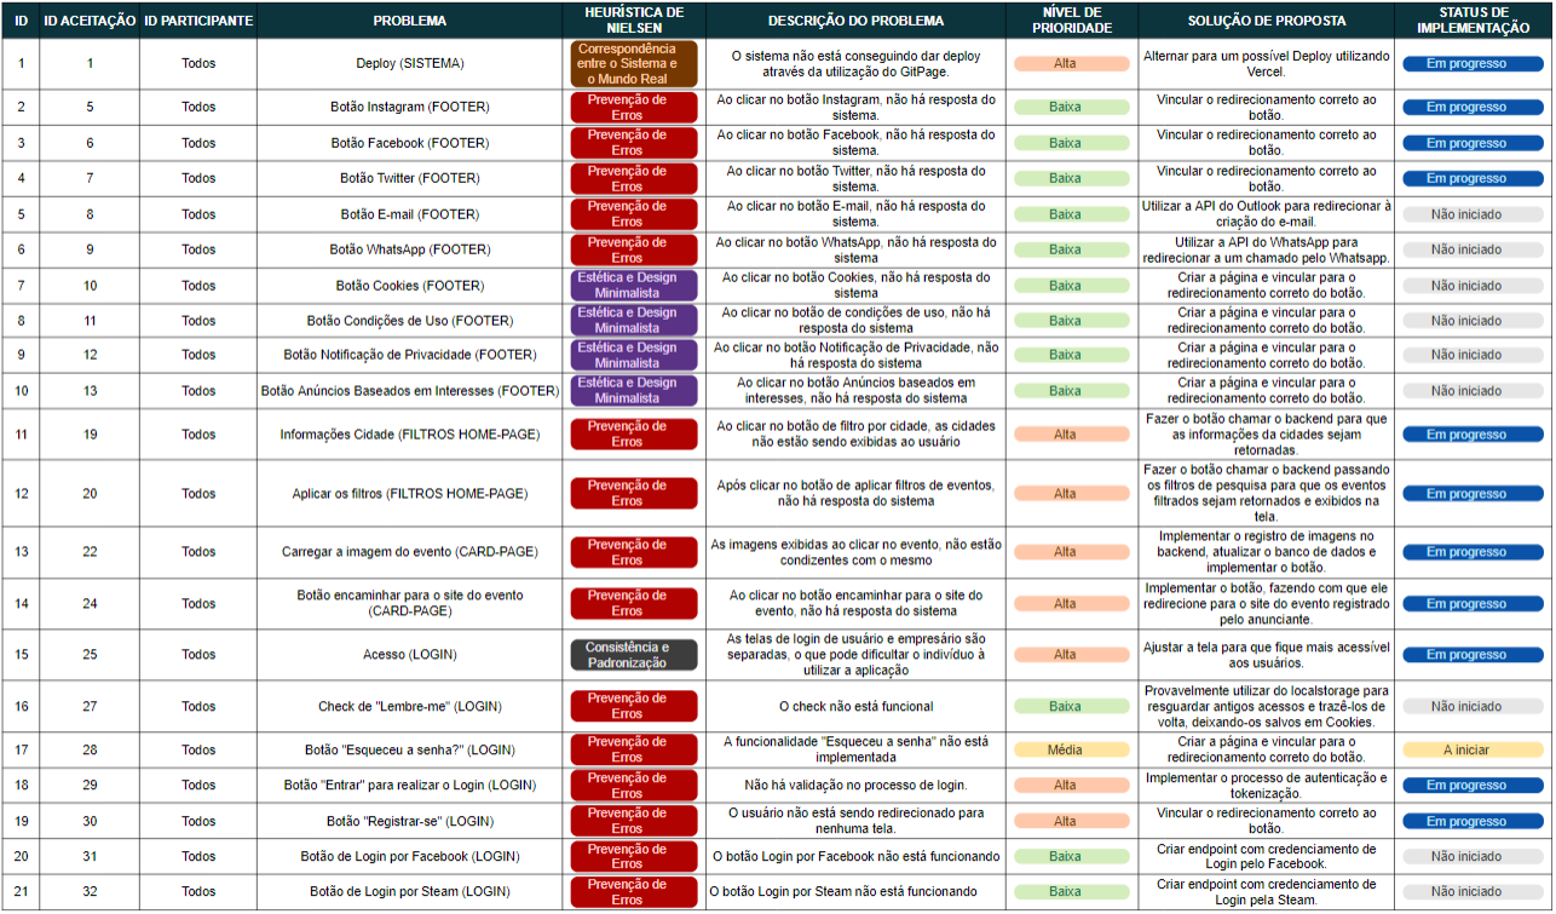 ID ID ACEITAÇÃO ID PARTICIPANTE PROBLEMA HEURÍSTICA DE NIELSEN DESCRIÇÃO DO PROBLEMA NÍVEL DE PRIORIDADE SOLUÇÃO DE PROPOSTA STATUS DE IMPLEMENTAÇÃO
1 1 Todos Deploy (SISTEMA) Correspondência entre o Sistema e o Mundo Real O sistema não está conseguindo dar deploy através da utilização do GitPage. Alta Alternar para um possível Deploy utilizando Vercel. Em progresso
2 5 Todos Botão Instagram (FOOTER) Prevenção de Erros Ao clicar no botão Instagram, não há resposta do sistema. Baixa Vincular o redirecionamento correto ao botão. Em progresso
3 6 Todos Botão Facebook (FOOTER) Prevenção de Erros Ao clicar no botão Facebook, não há resposta do sistema. Baixa Vincular o redirecionamento correto ao botão. Em progresso
4 7 Todos Botão Twitter (FOOTER) Prevenção de Erros Ao clicar no botão Twitter, não há resposta do sistema. Baixa Vincular o redirecionamento correto ao botão. Em progresso
5 8 Todos Botão E-mail (FOOTER) Prevenção de Erros Ao clicar no botão E-mail, não há resposta do sistema. Baixa Utilizar a API do Outlook para redirecionar à criação do e-mail. Não iniciado
6 9 Todos Botão WhatsApp (FOOTER) Prevenção de Erros Ao clicar no botão WhatsApp, não há resposta do sistema Baixa Utilizar a API do WhatsApp para redirecionar a um chamado pelo Whatsapp. Não iniciado
7 10 Todos Botão Cookies (FOOTER) Estética e Design Minimalista Ao clicar no botão Cookies, não há resposta do sistema Baixa Criar a página e vincular para o redirecionamento correto do botão. Não iniciado
8 11 Todos Botão Condições de Uso (FOOTER) Estética e Design Minimalista Ao clicar no botão de condições de uso, não há resposta do sistema Baixa Criar a página e vincular para o redirecionamento correto do botão. Não iniciado
9 12 Todos Botão Notificação de Privacidade (FOOTER) Estética e Design Minimalista Ao clicar no botão Notificação de Privacidade, não há resposta do sistema Baixa Criar a página e vincular para o redirecionamento correto do botão. Não iniciado
10 13 Todos Botão Anúncios Baseados em Interesses (FOOTER) Estética e Design Minimalista Ao clicar no botão Anúncios baseados em interesses, não há resposta do sistema Baixa Criar a página e vincular para o redirecionamento correto do botão. Não iniciado
11 19 Todos Informações Cidade (FILTROS HOME-PAGE) Prevenção de Erros Ao clicar no botão de filtro por cidade, as cidades não estão sendo exibidas ao usuário Alta Fazer o botão chamar o backend para que as informações da cidades sejam retornadas. Em progresso
12 20 Todos Aplicar os filtros (FILTROS HOME-PAGE) Prevenção de Erros Após clicar no botão de aplicar filtros de eventos, não há resposta do sistema Alta Fazer o botão chamar o backend passando os filtros de pesquisa para que os eventos filtrados sejam retornados e exibidos na tela. Em progresso
13 22 Todos Carregar a imagem do evento (CARD-PAGE) Prevenção de Erros As imagens exibidas ao clicar no evento, não estão condizentes com o mesmo Alta Implementar o registro de imagens no backend, atualizar o banco de dados e implementar o botão. Em progresso
14 24 Todos Botão encaminhar para o site do evento (CARD-PAGE) Prevenção de Erros Ao clicar no botão encaminhar para o site do evento, não há resposta do sistema Alta Implementar o botão, fazendo com que ele redirecione para o site do evento registrado pelo anunciante. Em progresso
15 25 Todos Acesso (LOGIN) Consistência e Padronização As telas de login de usuário e empresário são separadas, o que pode dificultar o indivíduo à utilizar a aplicação Alta Ajustar a tela para que fique mais acessível aos usuários. Em progresso
16 27 Todos Check de "Lembre-me" (LOGIN) Prevenção de Erros O check não está funcional Baixa Provavelmente utilizar do localstorage para resguardar antigos acessos e trazê-los de volta, deixando-os salvos em Cookies. Não iniciado
17 28 Todos Botão "Esqueceu a senha?" (LOGIN) Prevenção de Erros A funcionalidade "Esqueceu a senha" não está implementada Média Criar a página e vincular para o redirecionamento correto do botão. A iniciar
18 29 Todos Botão "Entrar" para realizar o Login (LOGIN) Prevenção de Erros Não há validação no processo de login. Alta Implementar o processo de autenticação e tokenização. Em progresso
19 30 Todos Botão "Registrar-se" (LOGIN) Prevenção de Erros O usuário não está sendo redirecionado para nenhuma tela. Alta Vincular o redirecionamento correto ao botão. Em progresso
20 31 Todos Botão de Login por Facebook (LOGIN) Prevenção de Erros O botão Login por Facebook não está funcionando Baixa Criar endpoint com credenciamento de Login pelo Facebook. Não iniciado
21 32 Todos Botão de Login por Steam (LOGIN) Prevenção de Erros O botão Login por Steam não está funcionando Baixa Criar endpoint com credenciamento de Login pela Steam. Não iniciado